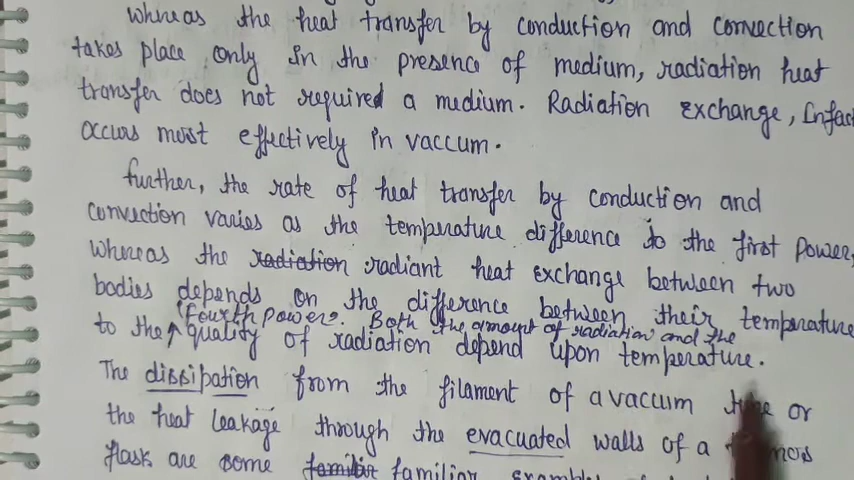 whreas the heat transfer by conduction and convection
takes place only in the presence of medium, radiation heat
transfer does not required a medium. Radiation exchange, Infact
occurs most effectively in vaccum.
further, the rate of heat transfer by conduction and
convection varies as the temperature difference to the first power,
whreas the radiation radiant heat exchange between two
bodies depends on the difference between their temperature
(fourth power. Both the amount of radiation and the
to the quality of radiation depend upon temperature.
The dissipation from the filament of a vaccum or
the heat leakage through the evacuated walls of a
flask are some familiar